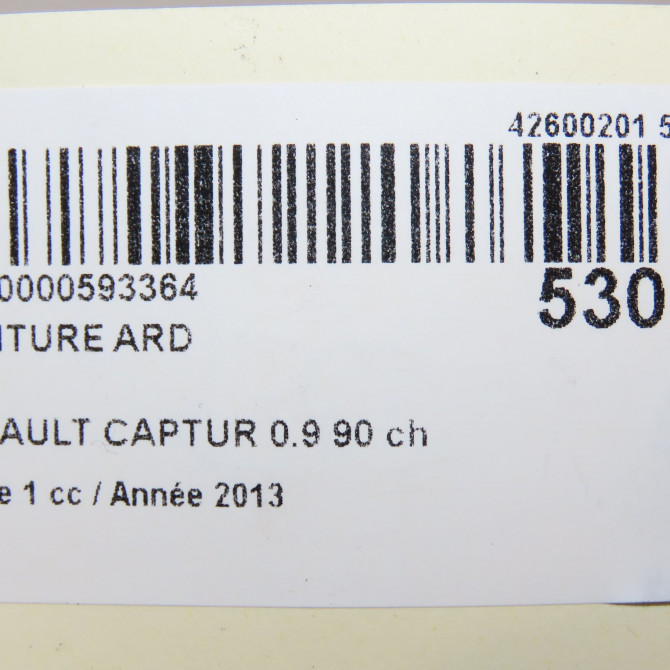 42600201 5
0000593364
530
NTURE ARD
AULT CAPTUR 0.9 90 ch
e 1 cc / Année 2013